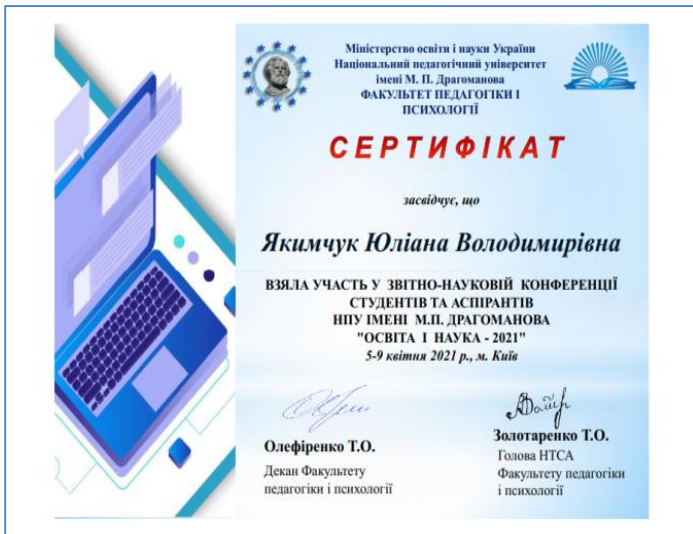 Міністерство освіти і науки України
Національний педагогічний університет
імені М. П. Драгоманова
ФАКУЛЬТЕТ ПЕДАГОГІКИ І
ПСИХОЛОГІЇ
СЕРТИФІКАТ
засвідчує, що
Якимчук Юліана Володимирівна
ВЗЯЛА УЧАСТЬ У ЗВІТНО-НАУКОВІЙ КОНФЕРЕНЦІЇ
СТУДЕНТІВ ТА АСПІРАНТІВ
НПУ ІМЕНІ М.П. ДРАГОМАНОВА
"ОСВІТА І НАУКА - 2021"
5-9 квітня 2021 р., м. Київ
Олефіренко Т.О.
Декан Факультету
педагогіки і психології
Золотаренко Т.О.
Голова НТСА
Факультету педагогіки
і психології